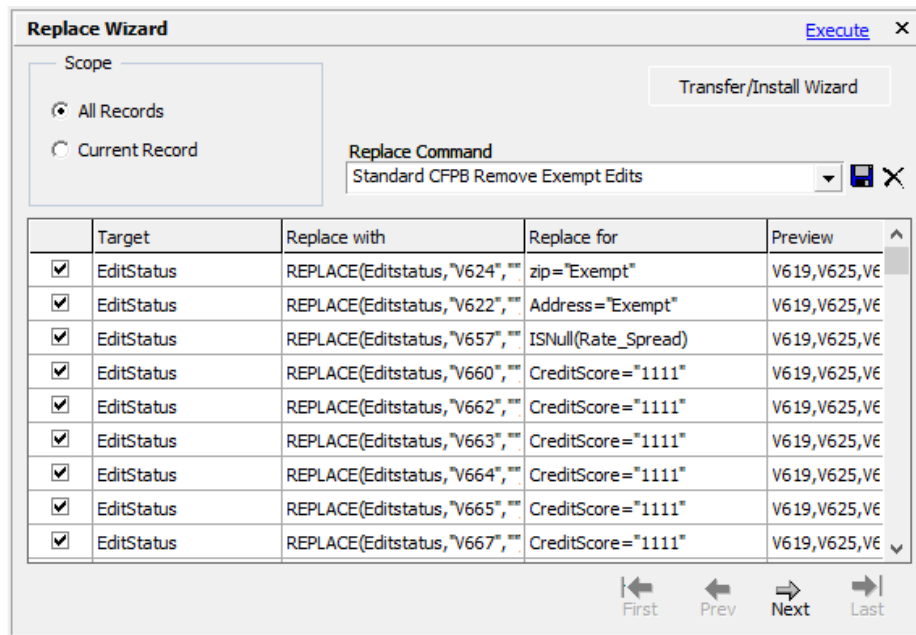 Replace Wizard Execute
Scope
Transfer/Install Wizard
All Records
Current Record
Replace Command
Standard CFPB Remove Exempt Edits
Target Replace with Replace for Preview
EditStatus REPLACE(Editstatus,"V624","" zip="Exempt" V619,V625,V6
EditStatus REPLACE(Editstatus,"V622","" Address="Exempt" V619,V625,V6
EditStatus REPLACE(Editstatus,"V657","" ISNull(Rate_Spread) V619,V625,V6
EditStatus REPLACE(Editstatus,"V660","" CreditScore="1111" V619,V625,V6
EditStatus REPLACE(Editstatus,"V662","" CreditScore="1111" V619,V625,V6
EditStatus REPLACE(Editstatus,"V663","" CreditScore="1111" V619,V625,V6
EditStatus REPLACE(Editstatus,"V664","" CreditScore="1111" V619,V625,V6
EditStatus REPLACE(Editstatus,"V665","" CreditScore="1111" V619,V625,V6
EditStatus REPLACE(Editstatus,"V667","" CreditScore="1111" V619,V625,V6
First Prev Next Last